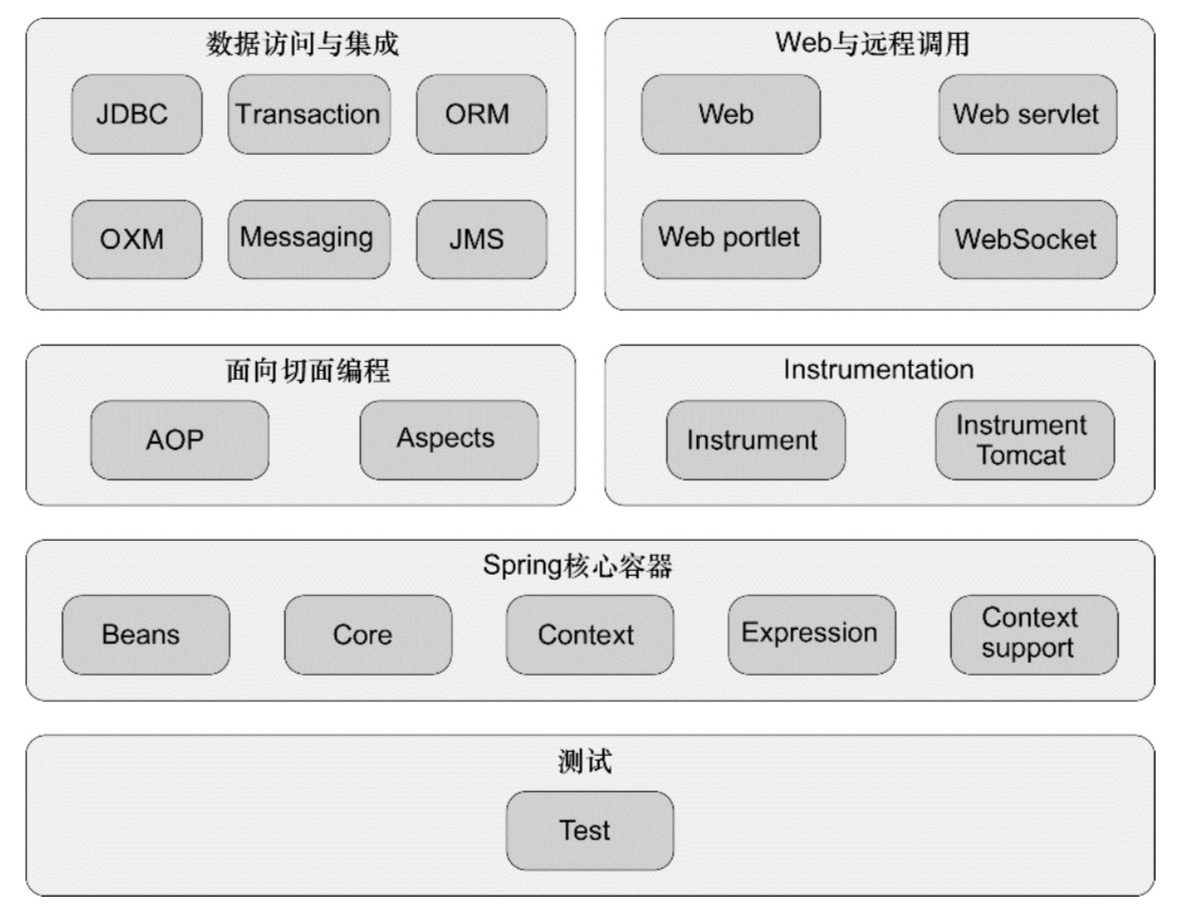 数据访问与集成
JDBC
Transaction
ORM
OXM
Messaging
JMS
Web与远程调用
Web
Web servlet
Web portlet
WebSocket
面向切面编程
AOP
Aspects
Instrumentation
Instrument
Instrument
Tomcat
Spring核心容器
Beans
Core
Context
Expression
Context
support
测试
Test